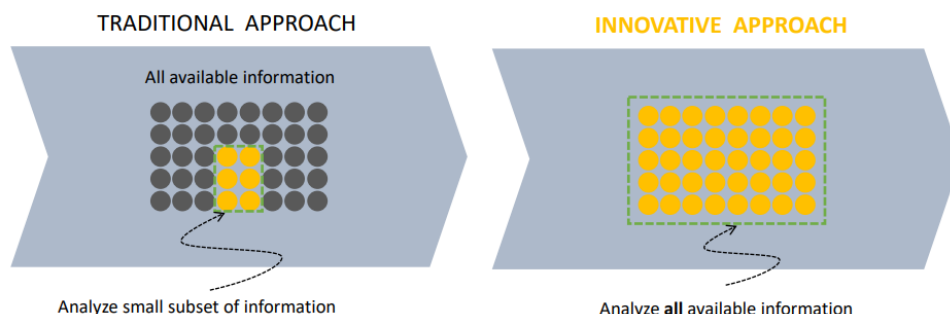 TRADITIONAL APPROACH
All available information
Analyze small subset of information
INNOVATIVE APPROACH
Analyze all available information